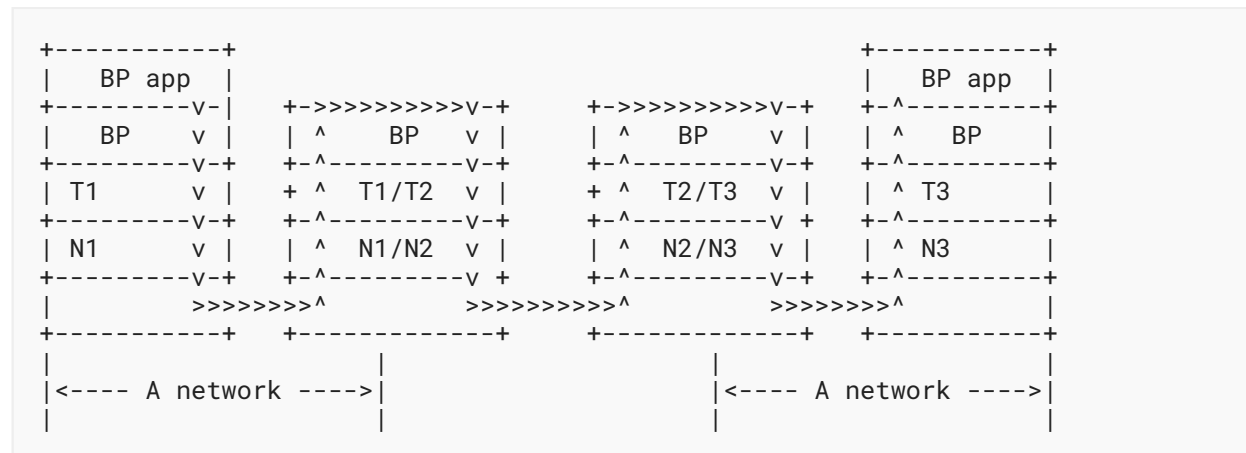 +-----------+                                         +-----------+
|   BP app  |                                         |   BP app  |
+---------v-|   +->>>>>>>>>>v-+     +->>>>>>>>>>v-+   +-^---------+
|   BP    v |   | ^    BP   v |     | ^   BP    v |   | ^   BP    |
+---------v-+   +-^---------v-+     +-^---------v-+   +-^---------+
| T1      v |   + ^  T1/T2  v |     + ^  T2/T3  v |   | ^ T3      |
+---------v-+   +-^---------v-+     +-^---------v +   +-^---------+
| N1      v |   | ^  N1/N2  v |     | ^  N2/N3  v |   | ^ N3      |
+---------v-+   +-^---------v +     +-^---------v-+   +-^---------+
|         >>>>>>>>^         >>>>>>>>>>^         >>>>>>>>^         |
+-----------+   +-------------+     +-------------+   +-----------+
|                     |                     |                     |
|<---- A network ---->|                     |<---- A network ---->|
|                     |                     |                     |